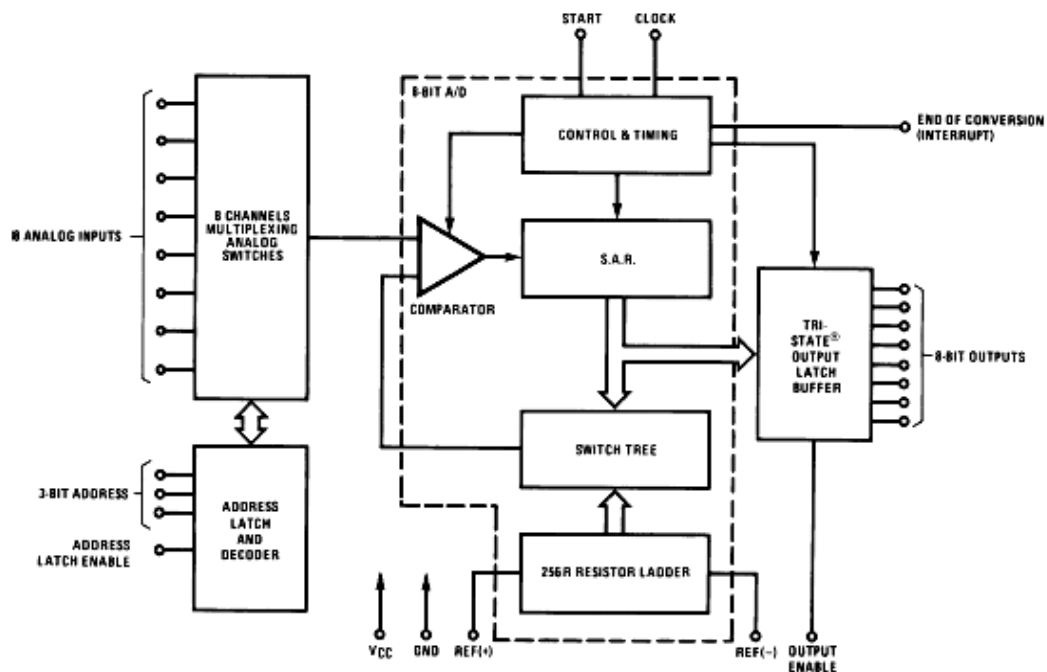 START
CLOCK
8-BIT A/D
CONTROL & TIMING
END OF CONVERSION
(INTERRUPT)
8 ANALOG INPUTS
8 CHANNELS
MULTIPLEXING
ANALOG
SWITCHES
COMPARATOR
S.A.R.
TRI-
STATE®
OUTPUT
LATCH
BUFFER
8-BIT OUTPUTS
SWITCH TREE
3-BIT ADDRESS
ADDRESS
LATCH ENABLE
ADDRESS
LATCH
AND
DECODER
256R RESISTOR LADDER
VCC
GND
REF(+)
REF(−)
OUTPUT
ENABLE